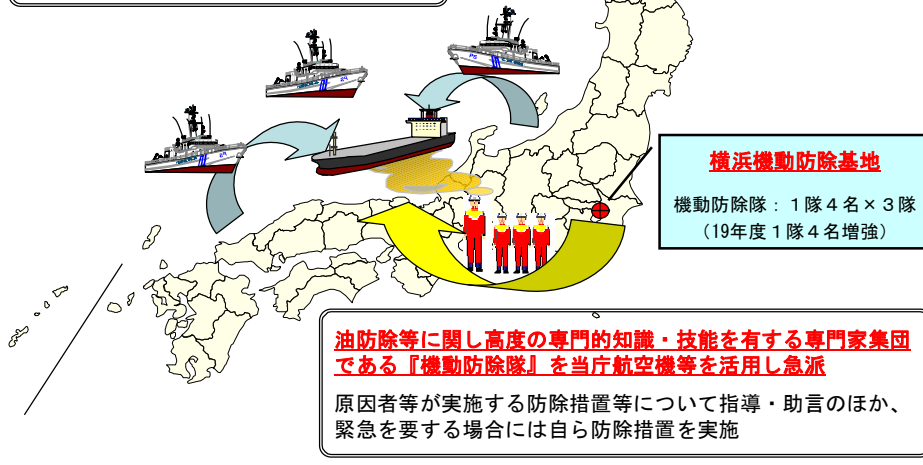 横浜機動防除基地
機動防除隊：１隊４名×３隊
（19年度１隊４名増強）
油防除等に関し高度の専門的知識・技能を有する専門家集団
である『機動防除隊』を当庁航空機等を活用し急派
原因者等が実施する防除措置等について指導・助言のほか、
緊急を要する場合には自ら防除措置を実施